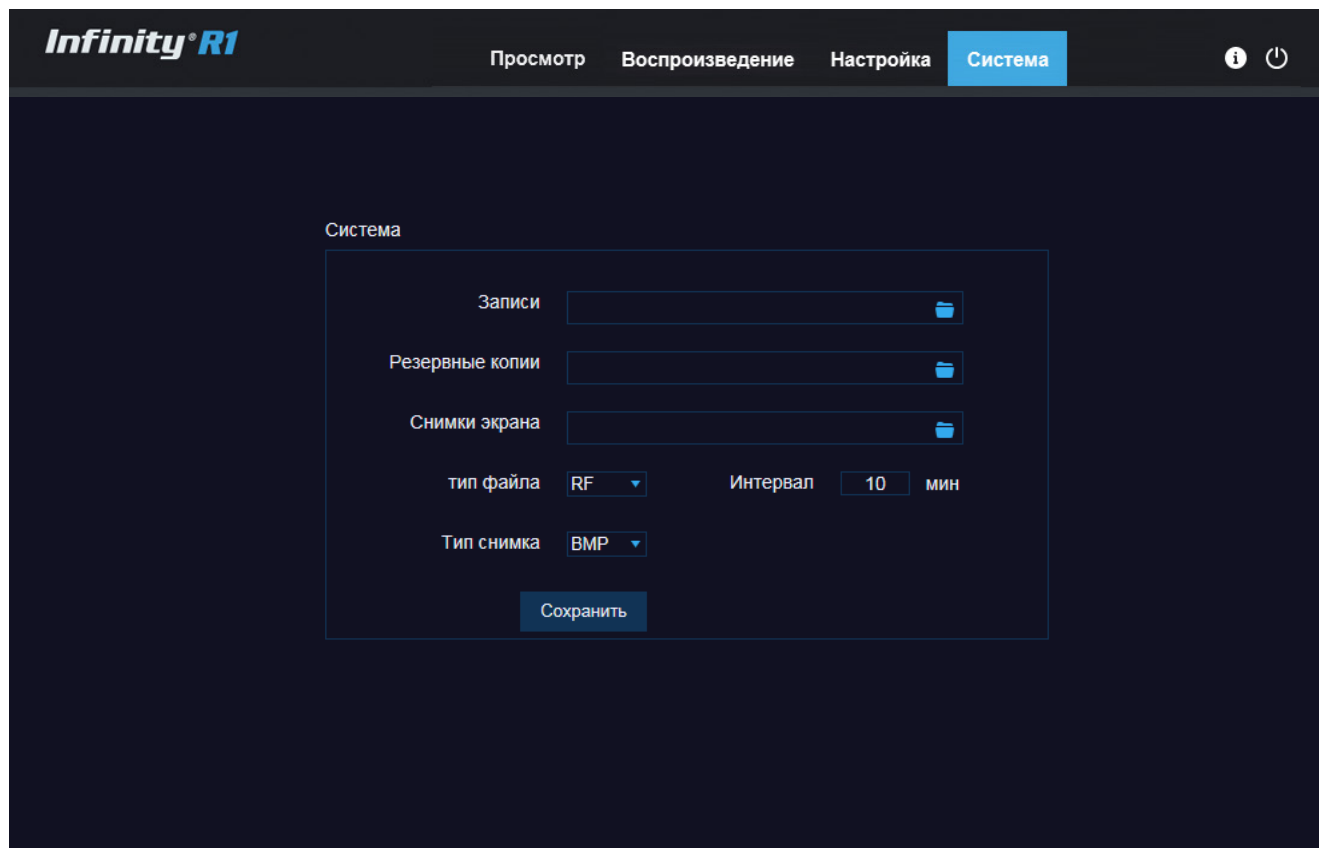 Infinity® R1
Просмотр Воспроизведение Настройка Система
Система
Записи
Резервные копии
Снимки экрана
тип файла RF Интервал 10 мин
Тип снимка BMP
Сохранить